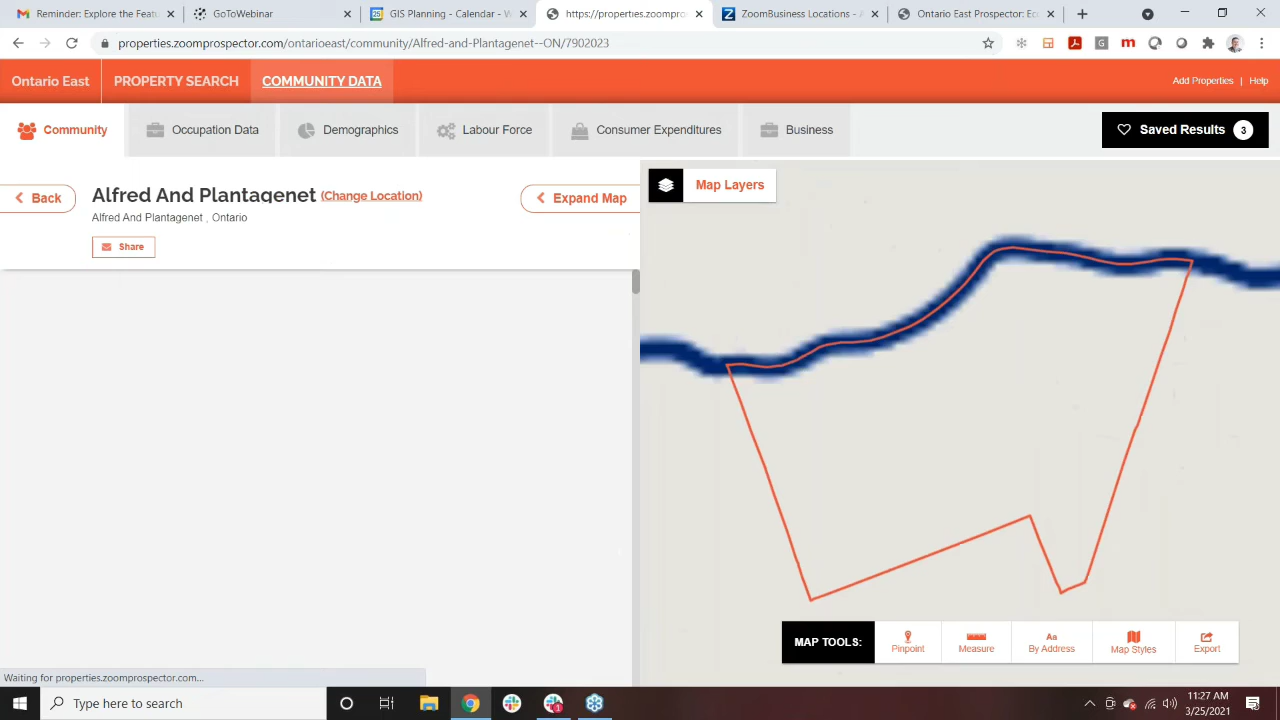 Reminder: Explore the Featur
GoToWebinar
GIS Planning - Calendar - W
https://properties.zoomprospec
ZoomBusiness Locations - A
Ontario East Prospector: Eco
properties.zoomprospector.com/ontarioeast/community/Alfred-and-Plantagenet--ON/7902023
Ontario East
PROPERTY SEARCH
COMMUNITY DATA
Add Properties | Help
Community
Occupation Data
Demographics
Labour Force
Consumer Expenditures
Business
Saved Results 3
Back
Alfred And Plantagenet (Change Location)
Alfred And Plantagenet , Ontario
Share
Expand Map
Map Layers
MAP TOOLS:
Pinpoint
Measure
Aa
By Address
Map Styles
Export
Waiting for properties.zoomprospector.com...
Type here to search
11:27 AM
3/25/2021